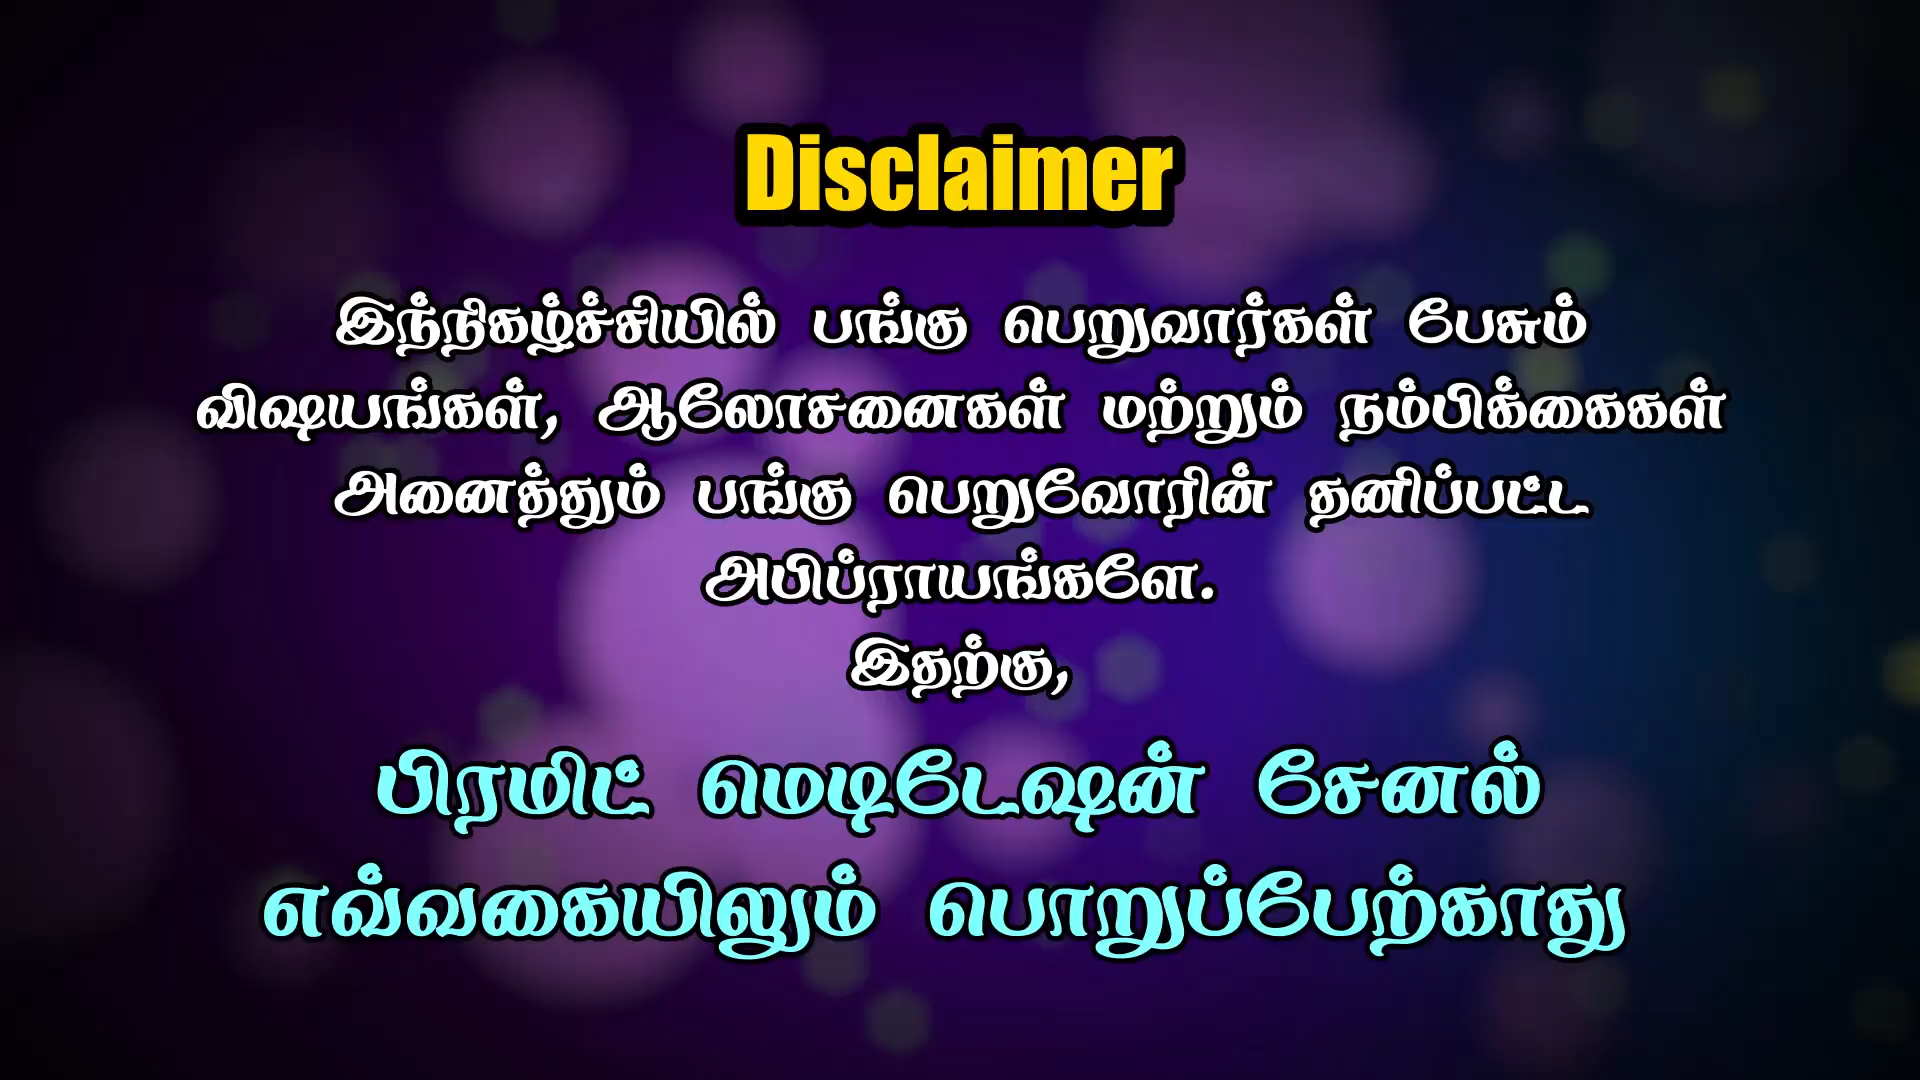 Disclaimer
இந்நிகழ்ச்சியில் பங்கு பெறுவார்கள் பேசும்
விஷயங்கள், ஆலோசனைகள் மற்றும் நம்பிக்கைகள்
அனைத்தும் பங்கு பெறுவோரின் தனிப்பட்ட
அபிப்ராயங்களே.
இதற்கு,
பிரமிட் மெடிடேஷன் சேனல்
எவ்வகையிலும் பொறுப்பேற்காது